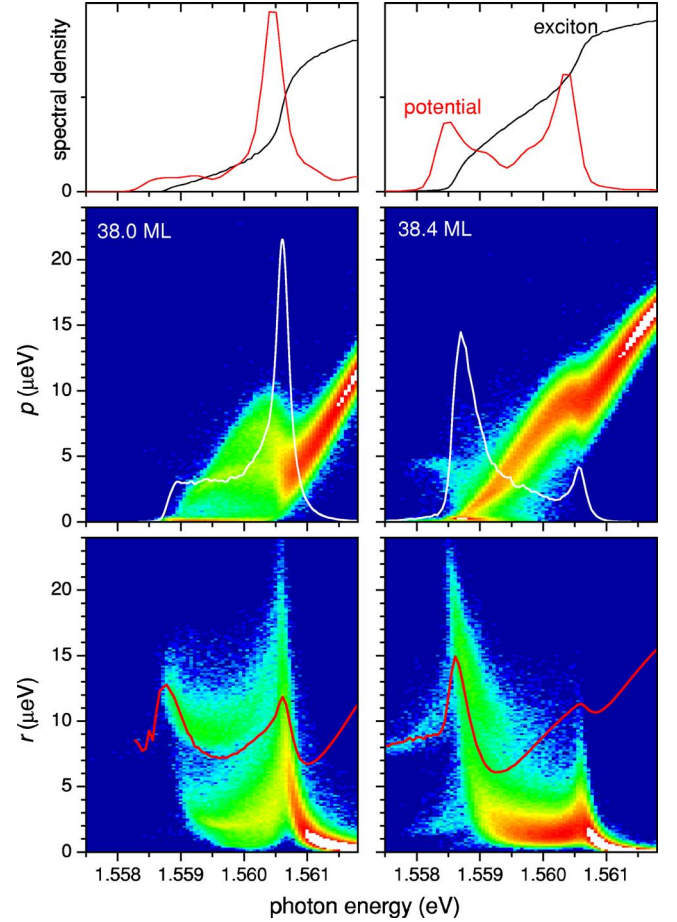 spectral density
exciton
potential
0
38.0 ML
38.4 ML
p (μeV)
20
15
10
5
0
r (μeV)
20
15
10
5
0
1.558 1.559 1.560 1.561 1.558 1.559 1.560 1.561
photon energy (eV)